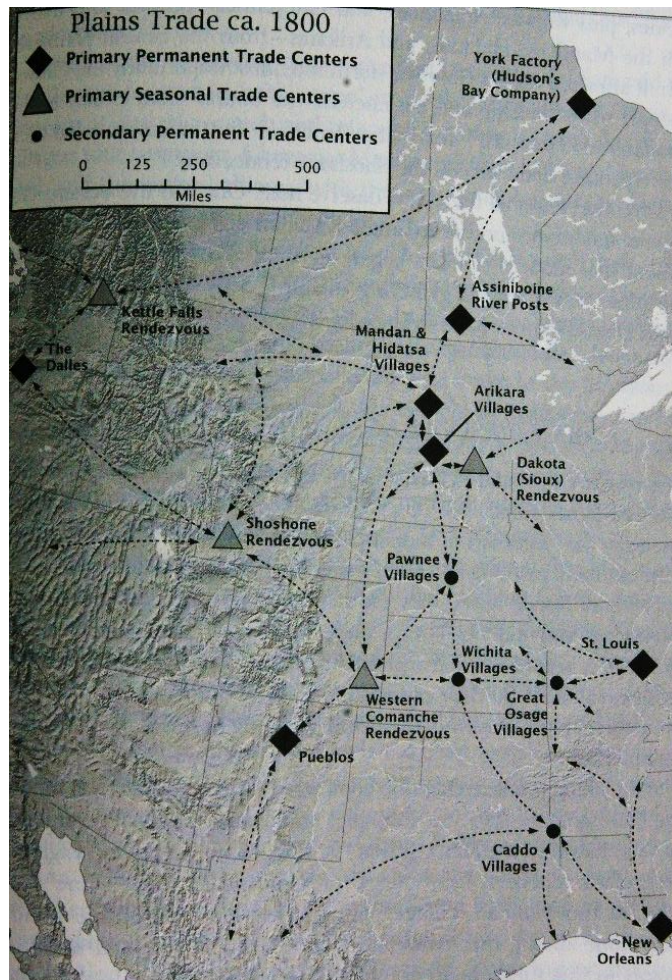 Plains Trade ca. 1800
Primary Permanent Trade Centers
Primary Seasonal Trade Centers
Secondary Permanent Trade Centers
0 125 250 500
Miles
York Factory
(Hudson's
Bay Company)
Kettle Falls
Rendezvous
Assiniboine
River Posts
Mandan &
Hidatsa
Villages
The
Dalles
Arikara
Villages
Dakota
(Sioux)
Rendezvous
Shoshone
Rendezvous
Pawnee
Villages
St. Louis
Wichita
Villages
Great
Osage
Villages
Western
Comanche
Rendezvous
Pueblos
Caddo
Villages
New
Orleans